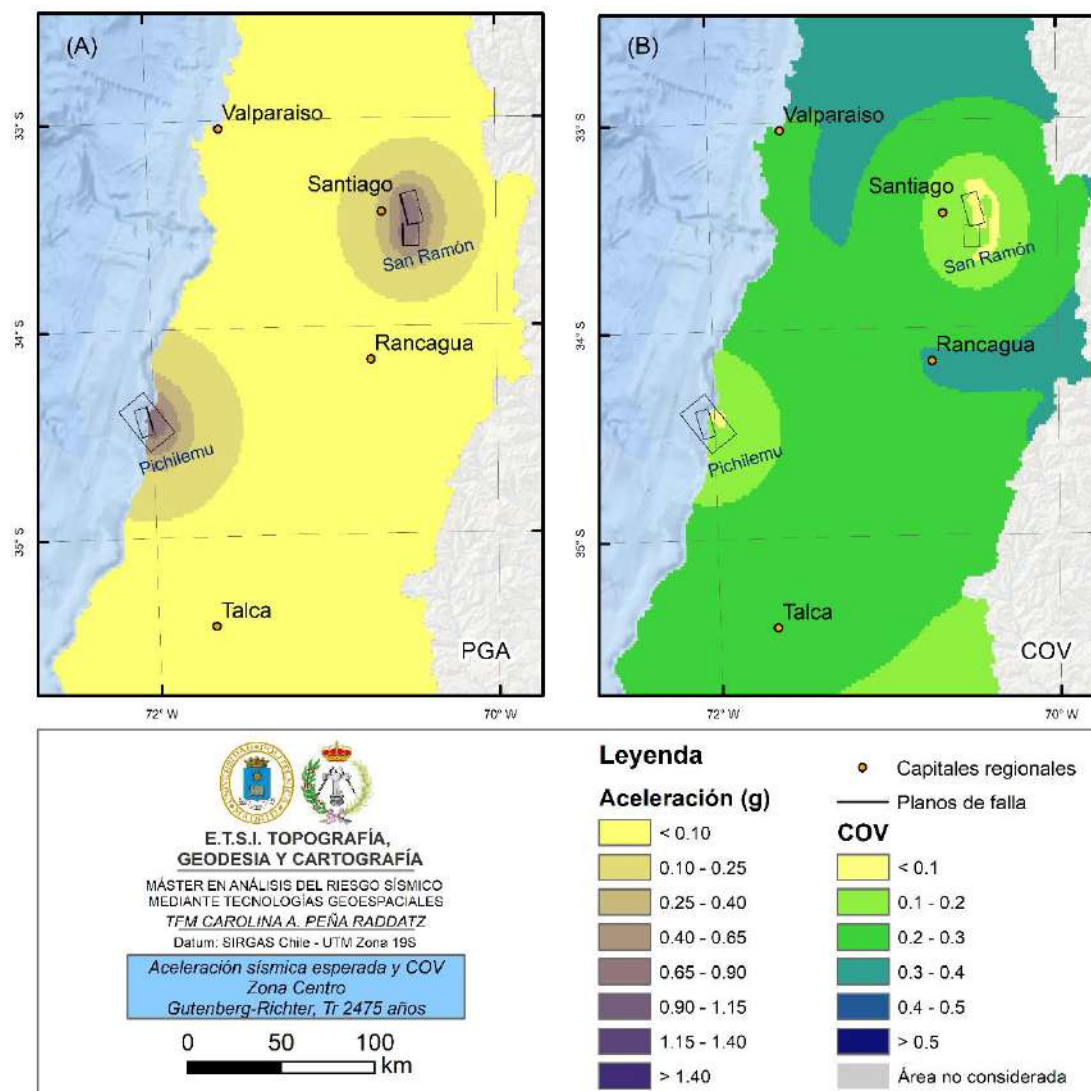 (A)
Valparaiso
Santiago
San Ramón
Rancagua
Pichilemu
Talca
PGA
33° S
34° S
35° S
72° W
70° W
(B)
Valparaiso
Santiago
San Ramón
Rancagua
Pichilemu
Talca
COV
33° S
34° S
35° S
72° W
70° W
E.T.S.I. TOPOGRAFÍA,
GEODESIA Y CARTOGRAFÍA
MÁSTER EN ANÁLISIS DEL RIESGO SÍSMICO
MEDIANTE TECNOLOGÍAS GEOESPACIALES
TFM CAROLINA A. PEÑA RADDATZ
Datum: SIRGAS Chile - UTM Zona 19S
Aceleración sísmica esperada y COV
Zona Centro
Gutenberg-Richter, Tr 2475 años
0 50 100
km
Leyenda
Aceleración (g)
< 0.10
0.10 - 0.25
0.25 - 0.40
0.40 - 0.65
0.65 - 0.90
0.90 - 1.15
1.15 - 1.40
> 1.40
Capitales regionales
Planos de falla
COV
< 0.1
0.1 - 0.2
0.2 - 0.3
0.3 - 0.4
0.4 - 0.5
> 0.5
Área no considerada